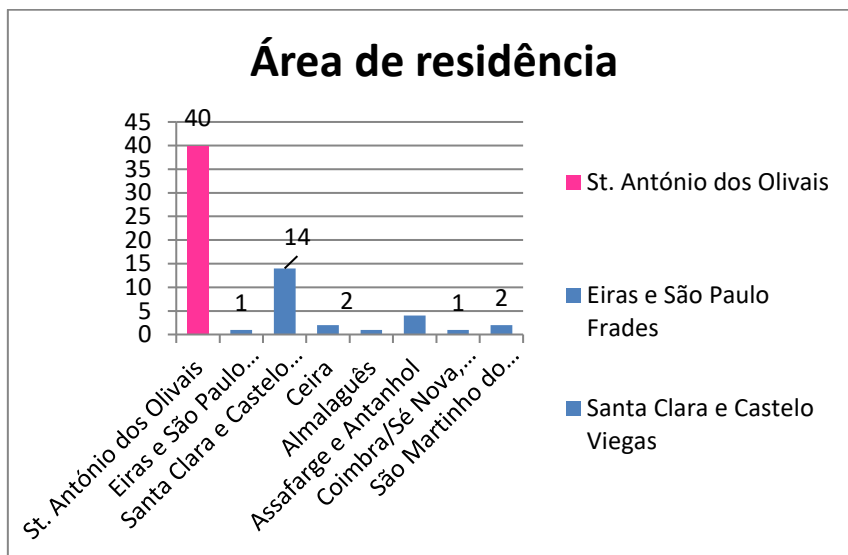 Área de residência
45
40
35
30
25
20
15
10
5
0
40
1
14
2
1
2
St. António dos Olivais
Eiras e São Paulo...
Santa Clara e Castelo...
Ceira
Almalaguês
Assafarge e Antanhol
Coimbra/Sé Nova,...
São Martinho do...
St. António dos Olivais
Eiras e São Paulo
Frades
Santa Clara e Castelo
Viegas